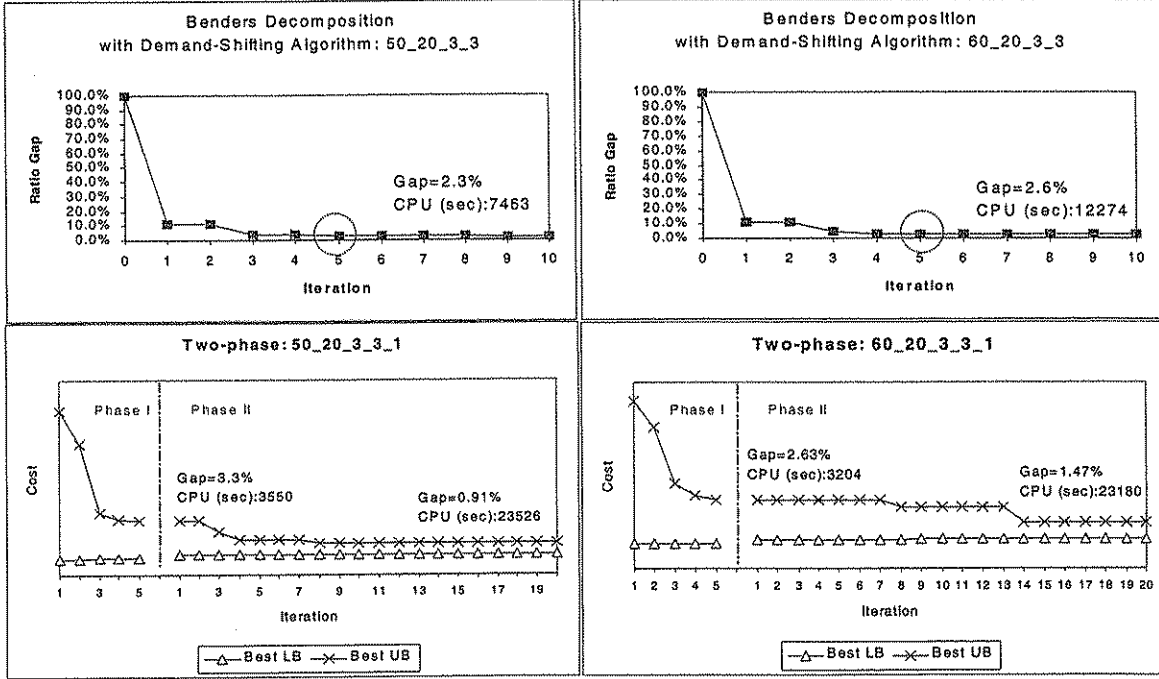 Benders Decomposition
with Demand-Shifting Algorithm: 50_20_3_3
100.0%
90.0%
80.0%
70.0%
60.0%
50.0%
40.0%
30.0%
20.0%
10.0%
0.0%
Ratio Gap
Gap=2.3%
CPU (sec):7463
0 1 2 3 4 5 6 7 8 9 10
Iteration
Benders Decomposition
with Demand-Shifting Algorithm: 60_20_3_3
100.0%
90.0%
80.0%
70.0%
60.0%
50.0%
40.0%
30.0%
20.0%
10.0%
0.0%
Ratio Gap
Gap=2.6%
CPU (sec):12274
0 1 2 3 4 5 6 7 8 9 10
Iteration
Two-phase: 50_20_3_3_1
Phase I Phase II
Cost
Gap=3.3%
CPU (sec):3550
Gap=0.91%
CPU (sec):23526
1 3 5 1 3 5 7 9 11 13 15 17 19
Iteration
Best LB Best UB
Two-phase: 60_20_3_3_1
Phase I Phase II
Cost
Gap=2.63%
CPU (sec):3204
Gap=1.47%
CPU (sec):23180
1 2 3 4 5 1 2 3 4 5 6 7 8 9 10 11 12 13 14 15 16 17 18 19 20
Iteration
Best LB Best UB